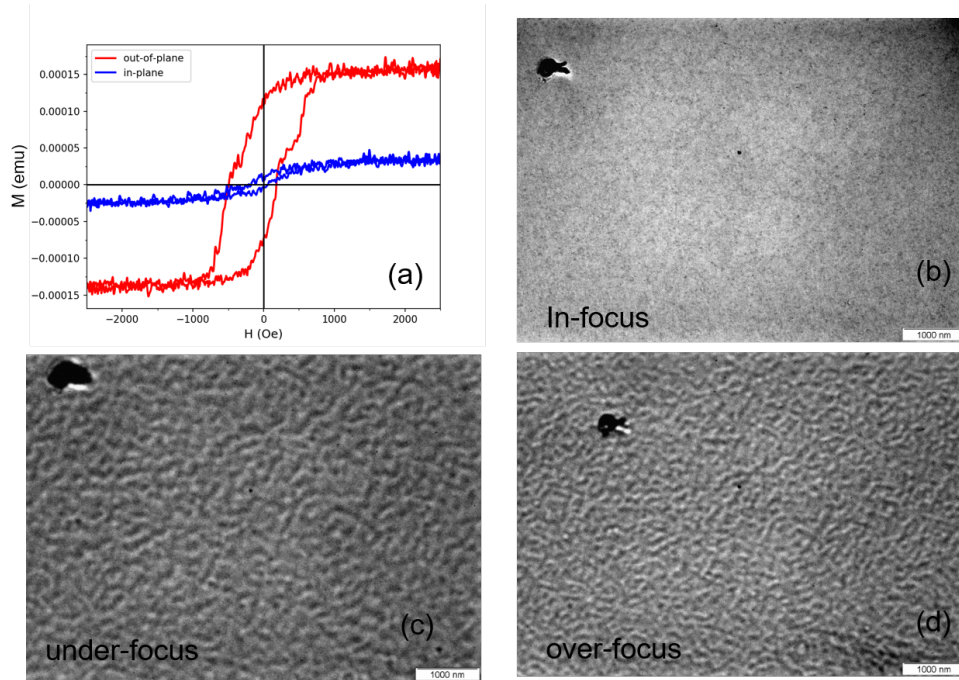 out-of-plane
in-plane
M (emu)
0.00015
0.00010
0.00005
0.00000
−0.00005
−0.00010
−0.00015
−2000
−1000
0
1000
2000
H (Oe)
(a)
(b)
In-focus
1000 nm
(c)
under-focus
1000 nm
(d)
over-focus
1000 nm